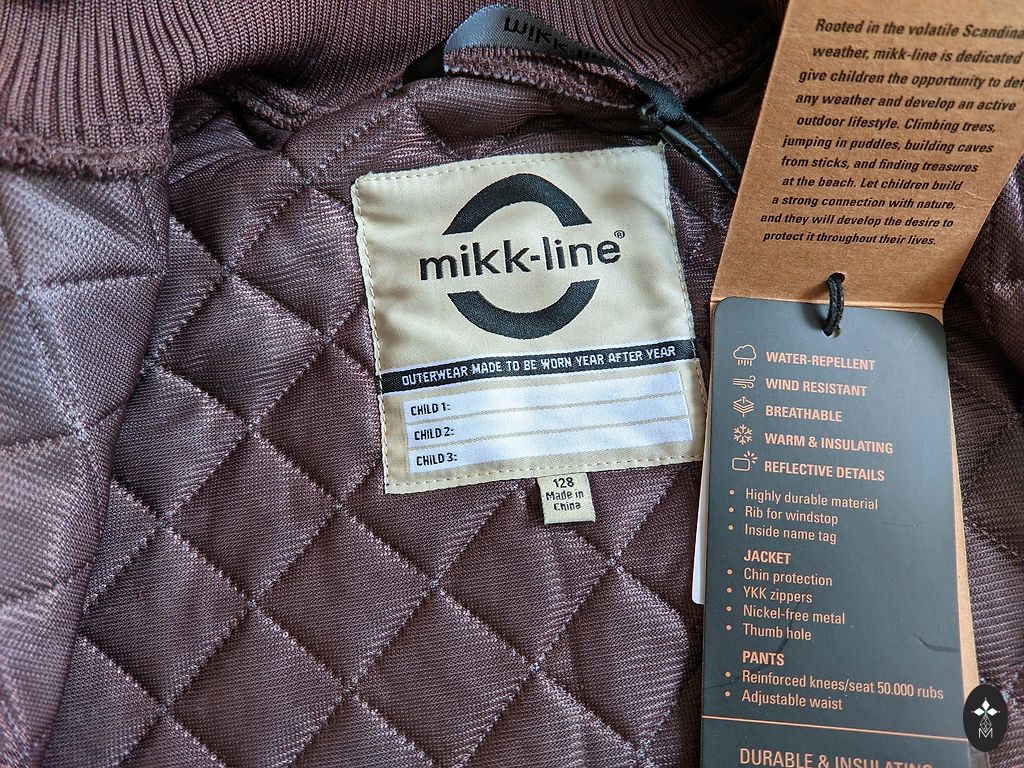 mikk-line
mikk-line®
OUTERWEAR MADE TO BE WORN YEAR AFTER YEAR
CHILD 1:
CHILD 2:
CHILD 3:
128
Made in
China
Rooted in the volatile
weather, mikk-line is dedicated
give children the opportunity to
any weather and develop an active
outdoor lifestyle. Climbing trees,
jumping in puddles, building caves
from sticks, and finding treasures
at the beach. Let children build
a strong connection with nature,
and they will develop the desire to
protect it throughout their lives.
WATER-REPELLENT
WIND RESISTANT
BREATHABLE
WARM & INSULATING
REFLECTIVE DETAILS
• Highly durable material
• Rib for windstop
• Inside name tag
JACKET
• Chin protection
• YKK zippers
• Nickel-free metal
• Thumb hole
PANTS
• Reinforced knees/seat 50.000 rubs
• Adjustable waist
DURABLE & INSULATING
M